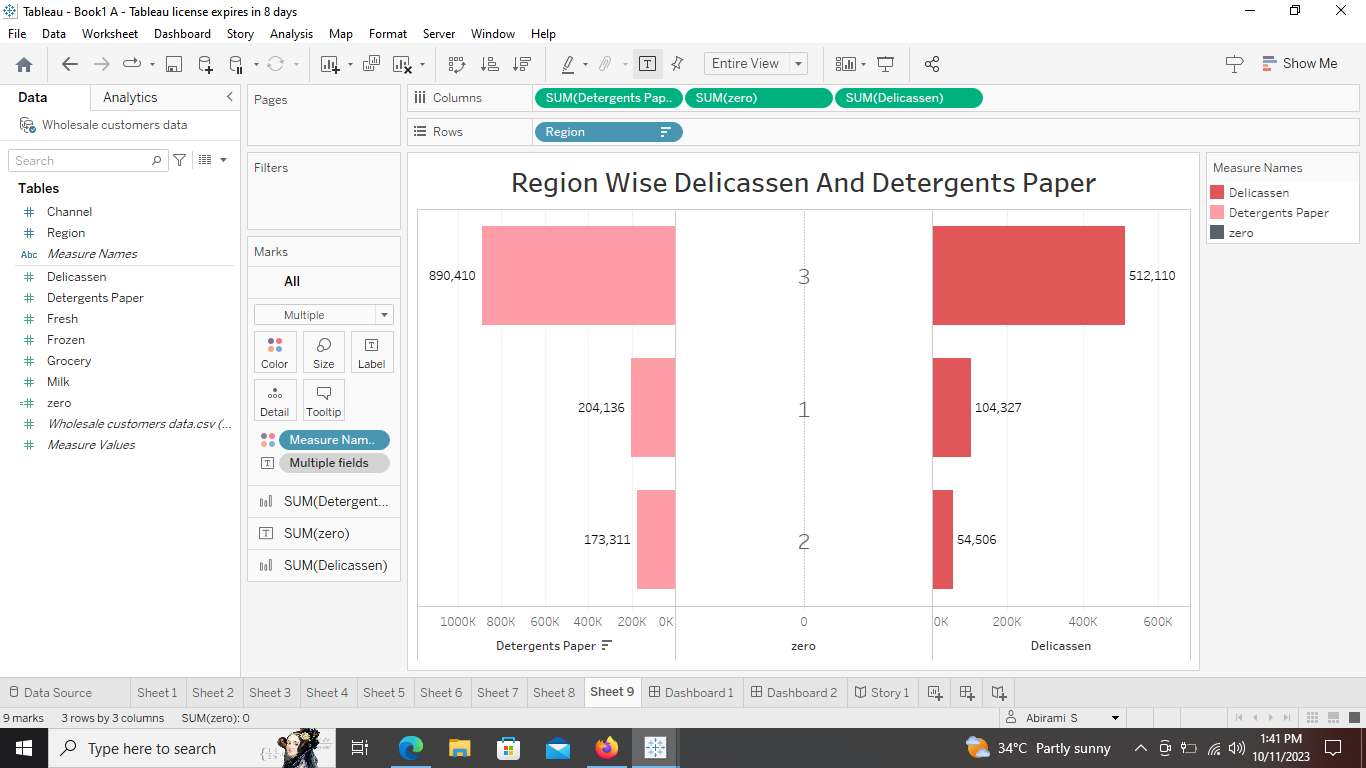 Tableau - Book1 A - Tableau license expires in 8 days
File Data Worksheet Dashboard Story Analysis Map Format Server Window Help
Entire View
Show Me
Data Analytics
Wholesale customers data
Search
Tables
Channel
Region
Abc Measure Names
Delicassen
Detergents Paper
Fresh
Frozen
Grocery
Milk
zero
Wholesale customers data.csv (...
Measure Values
Pages
Filters
Marks
All
Multiple
Color Size Label
Detail Tooltip
Measure Nam..
Multiple fields
SUM(Detergent...
SUM(zero)
SUM(Delicassen)
Columns SUM(Detergents Pap.. SUM(zero) SUM(Delicassen)
Rows Region
Region Wise Delicassen And Detergents Paper
890,410 3 512,110
204,136 1 104,327
173,311 2 54,506
1000K 800K 600K 400K 200K 0K 0 0K 200K 400K 600K
Detergents Paper zero Delicassen
Measure Names
Delicassen
Detergents Paper
zero
Data Source Sheet 1 Sheet 2 Sheet 3 Sheet 4 Sheet 5 Sheet 6 Sheet 7 Sheet 8 Sheet 9 Dashboard 1 Dashboard 2 Story 1
9 marks 3 rows by 3 columns SUM(zero): 0 Abirami S
Type here to search 34°C Partly sunny 1:41 PM
10/11/2023